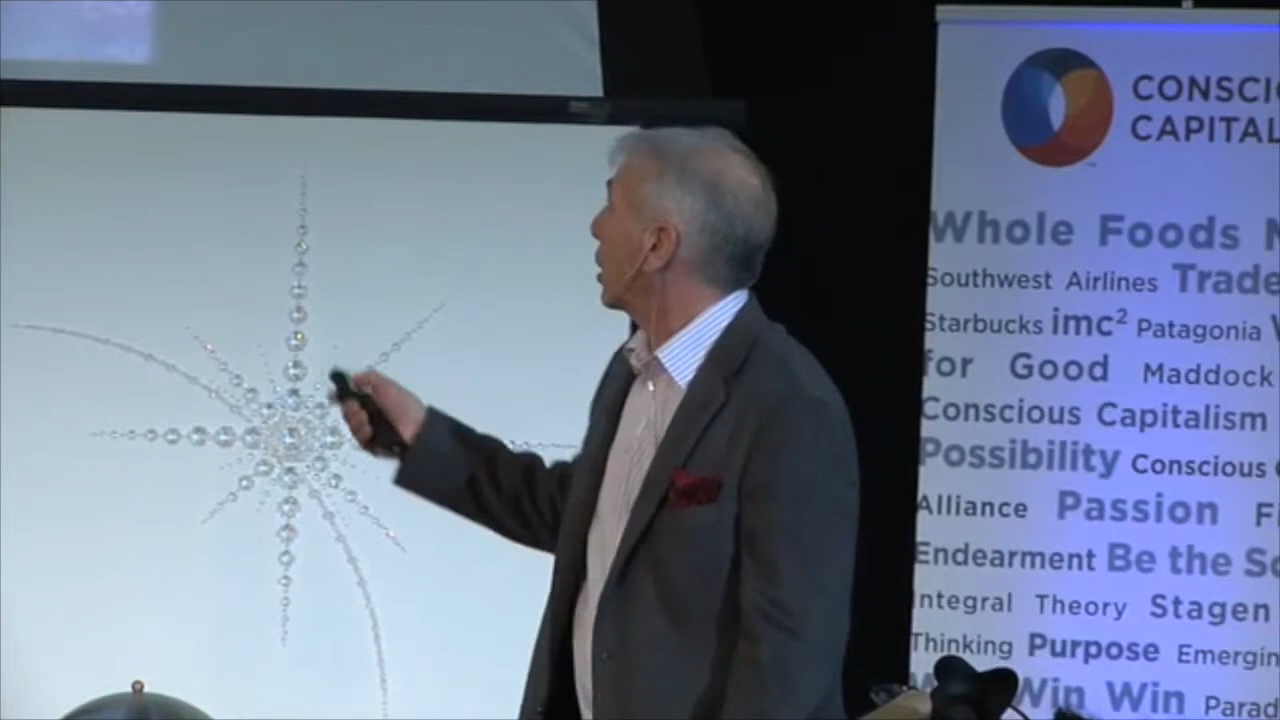 CONSCIO
CAPITAL
Whole Foods
Southwest Airlines Trade
Starbucks imc² Patagonia
for Good Maddock
Conscious Capitalism
Possibility Conscious
Alliance Passion
Endearment Be the
Integral Theory Stagen
Thinking Purpose Emergin
Win Win Parad